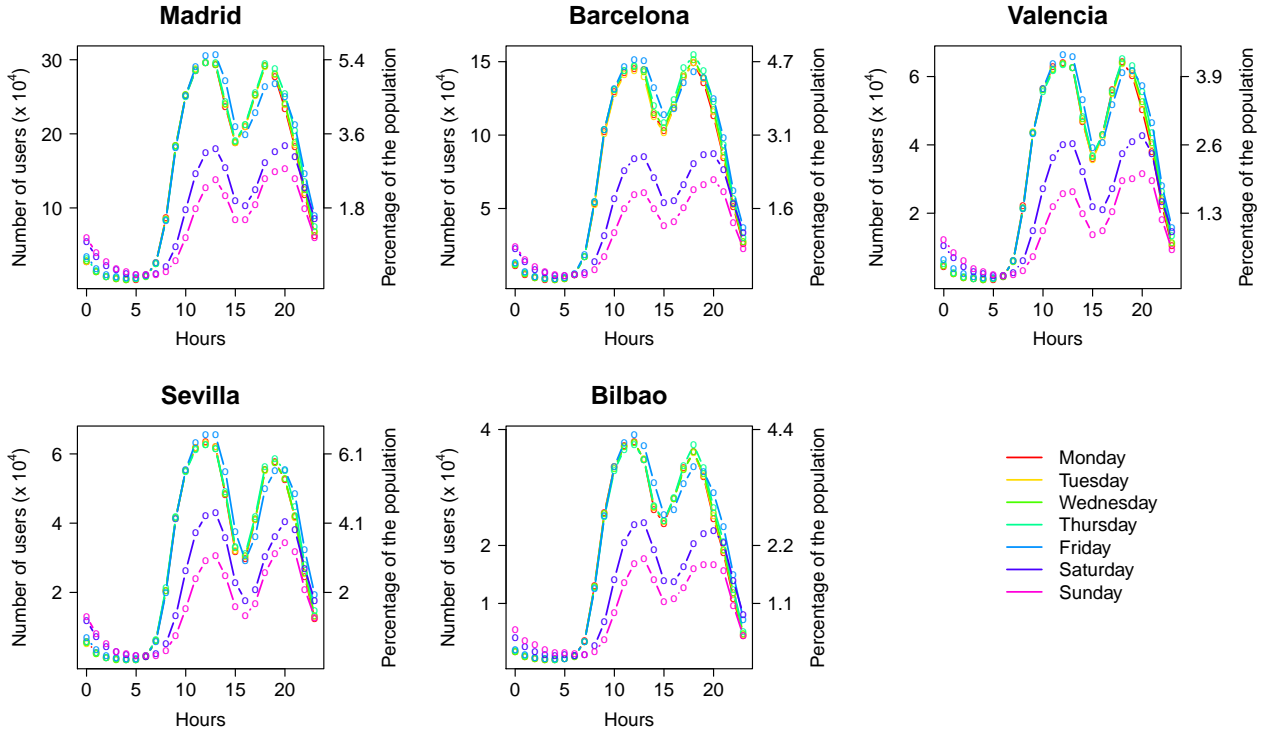 Madrid
Number of users (x 10⁴)
30
20
10
5.4
3.6
1.8
Percentage of the population
0 5 10 15 20
Hours
Barcelona
Number of users (x 10⁴)
15
10
5
4.7
3.1
1.6
Percentage of the population
0 5 10 15 20
Hours
Valencia
Number of users (x 10⁴)
6
4
2
3.9
2.6
1.3
Percentage of the population
0 5 10 15 20
Hours
Sevilla
Number of users (x 10⁴)
6
4
2
6.1
4.1
2
Percentage of the population
0 5 10 15 20
Hours
Bilbao
Number of users (x 10⁴)
4
2
1
4.4
2.2
1.1
Percentage of the population
0 5 10 15 20
Hours
Monday
Tuesday
Wednesday
Thursday
Friday
Saturday
Sunday